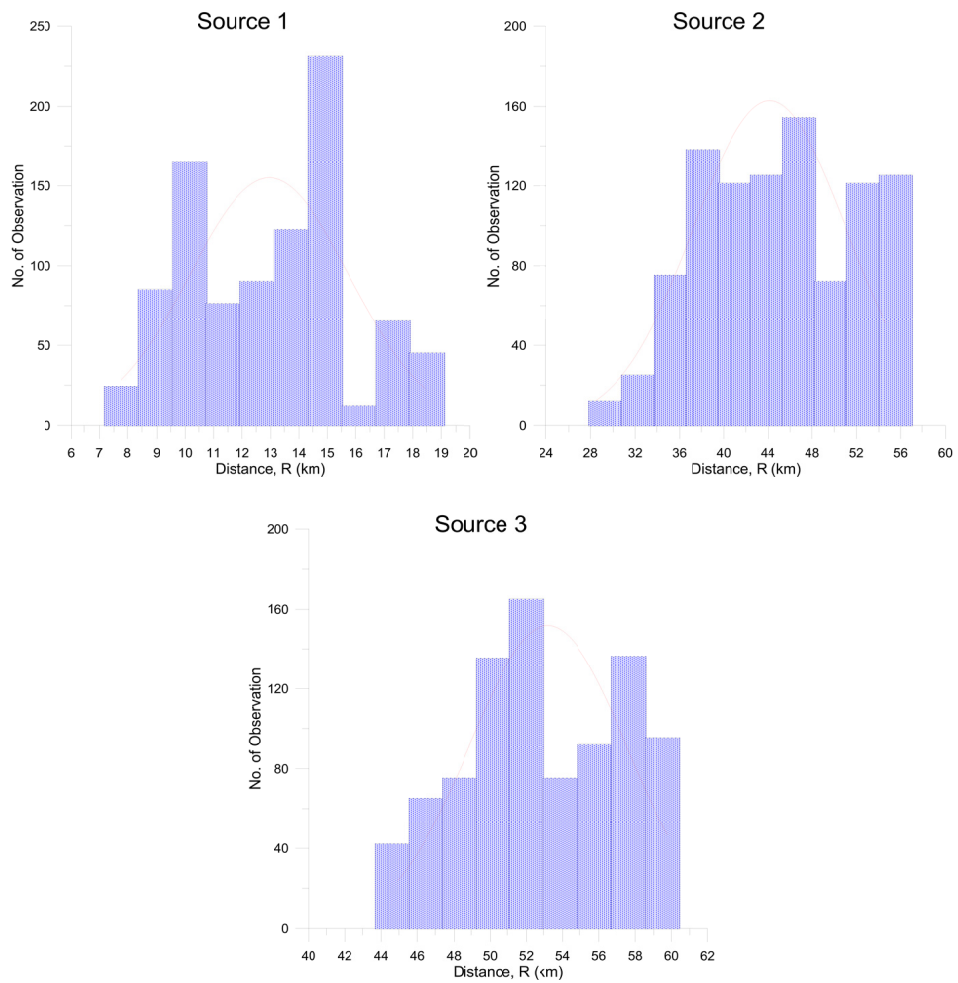 Source 1
250
200
150
100
50
0
No. of Observation
6 7 8 9 10 11 12 13 14 15 16 17 18 19 20
Distance, R (km)
Source 2
200
160
120
80
40
0
No. of Observation
24 28 32 36 40 44 48 52 56 60
Distance, R (km)
Source 3
200
160
120
80
40
0
No. of Observation
40 42 44 46 48 50 52 54 56 58 60 62
Distance, R (km)